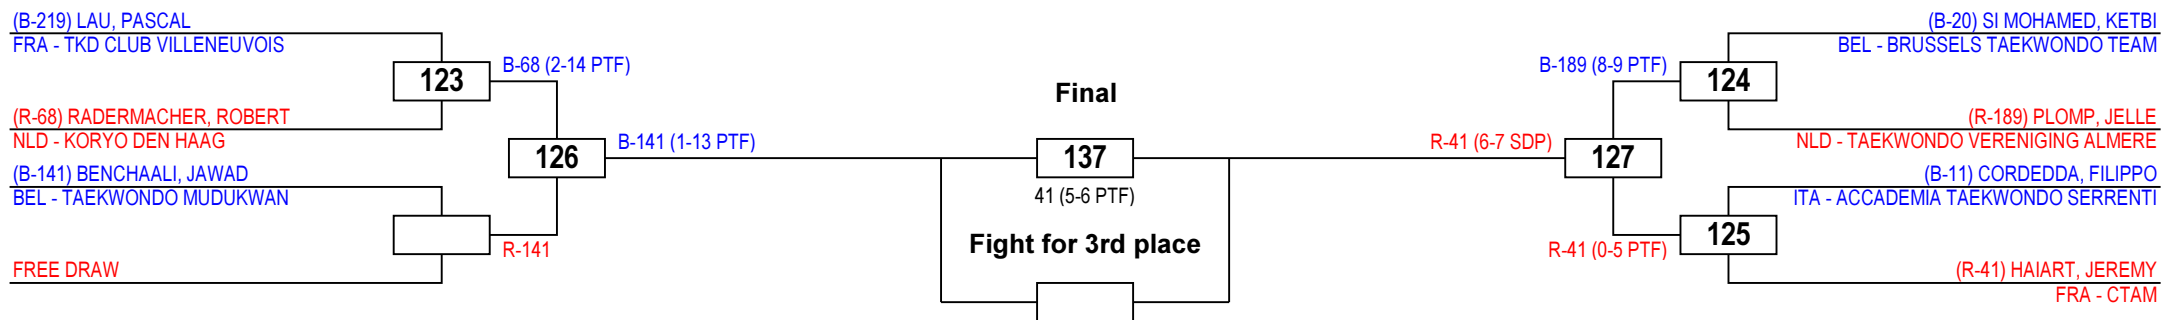 (B-219) LAU, PASCAL
FRA - TKD CLUB VILLENEUVOIS
123
B-68 (2-14 PTF)
(R-68) RADERMACHER, ROBERT
NLD - KORYO DEN HAAG
126
B-141 (1-13 PTF)
(B-141) BENCHAALI, JAWAD
BEL - TAEKWONDO MUDUKWAN
R-141
FREE DRAW
Final
137
41 (5-6 PTF)
Fight for 3rd place
(B-20) SI MOHAMED, KETBI
BEL - BRUSSELS TAEKWONDO TEAM
B-189 (8-9 PTF)
124
(R-189) PLOMP, JELLE
NLD - TAEKWONDO VERENIGING ALMERE
R-41 (6-7 SDP)
127
(B-11) CORDEDDA, FILIPPO
ITA - ACCADEMIA TAEKWONDO SERRENTI
R-41 (0-5 PTF)
125
(R-41) HAIART, JEREMY
FRA - CTAM